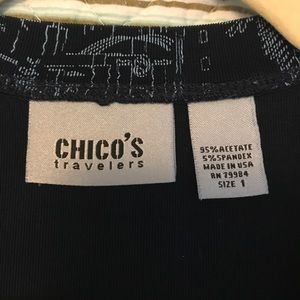 CHICO'S
travelers
95% ACETATE
5% SPANDEX
MADE IN USA
RN 79984
SIZE 1